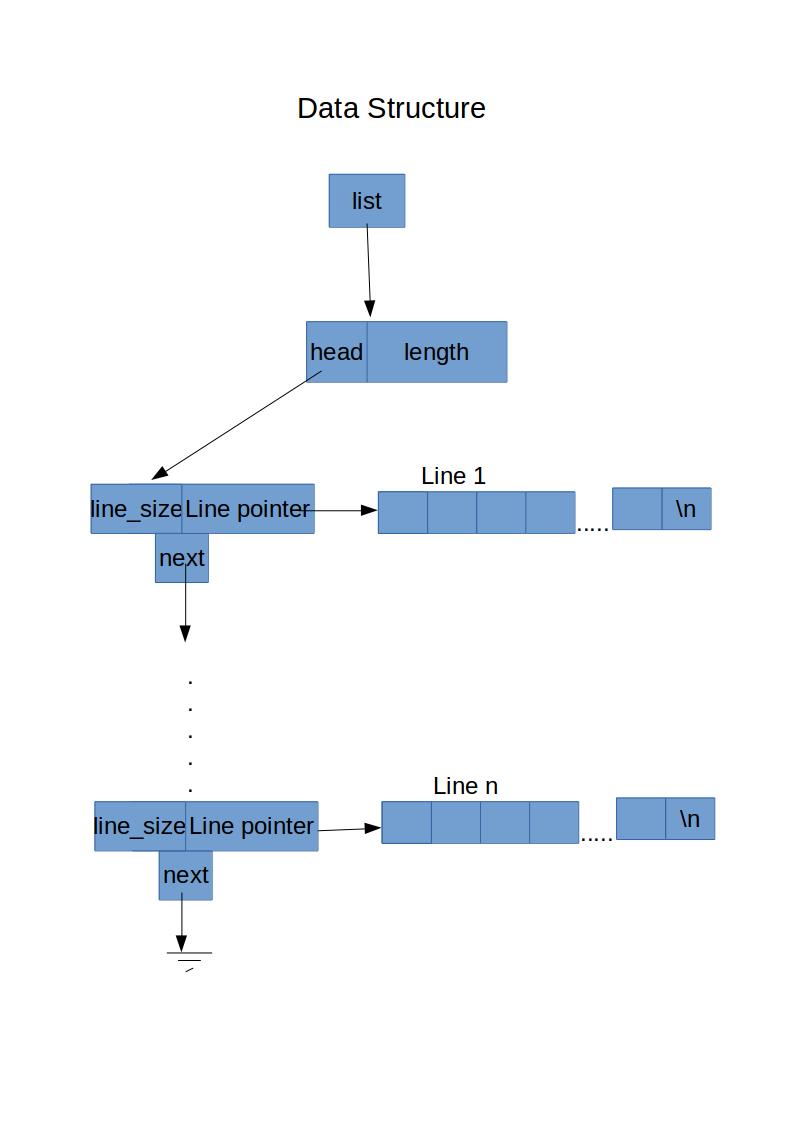 Data Structure
list
head length
Line 1
line_size Line pointer
..... \n
next
.
.
.
.
.
Line n
line_size Line pointer
..... \n
next